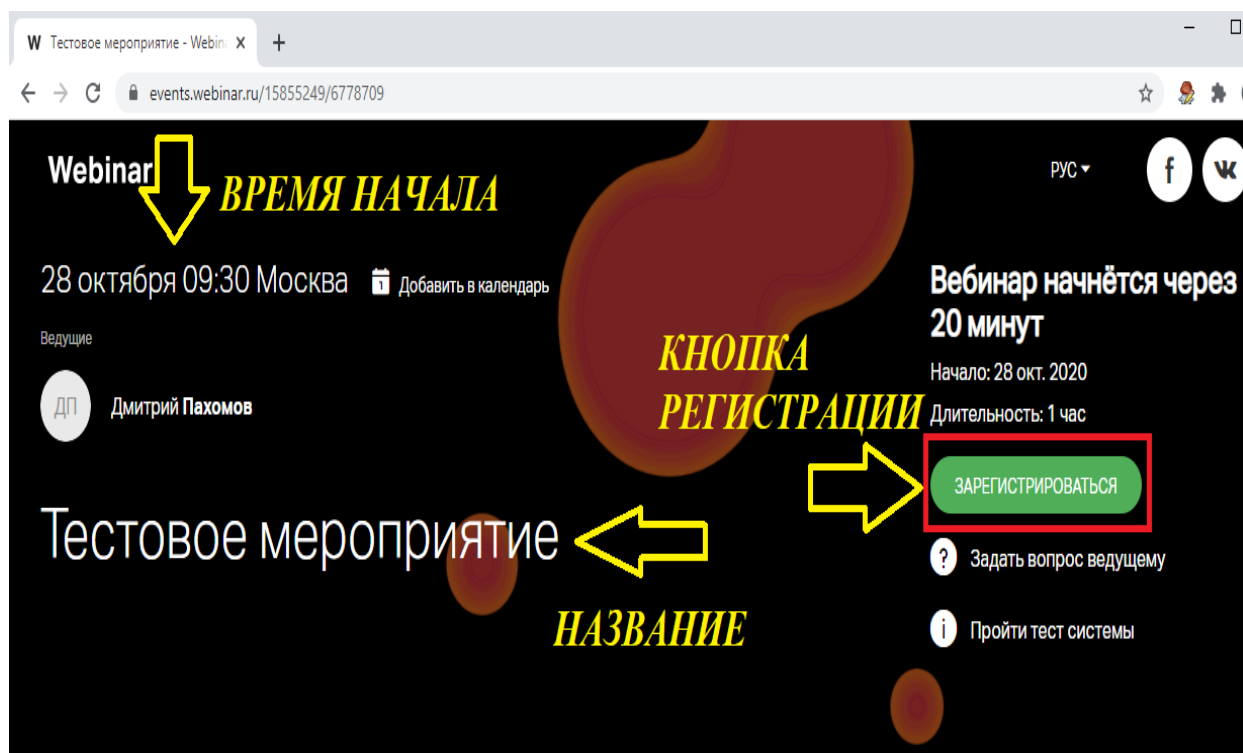 W Тестовое мероприятие - Webin
events.webinar.ru/15855249/6778709
Webinar
ВРЕМЯ НАЧАЛА
РУС
28 октября 09:30 Москва
1 Добавить в календарь
Ведущие
ДП Дмитрий Пахомов
Тестовое мероприятие
НАЗВАНИЕ
КНОПКА
РЕГИСТРАЦИИ
Вебинар начнётся через
20 минут
Начало: 28 окт. 2020
Длительность: 1 час
ЗАРЕГИСТРИРОВАТЬСЯ
? Задать вопрос ведущему
i Пройти тест системы